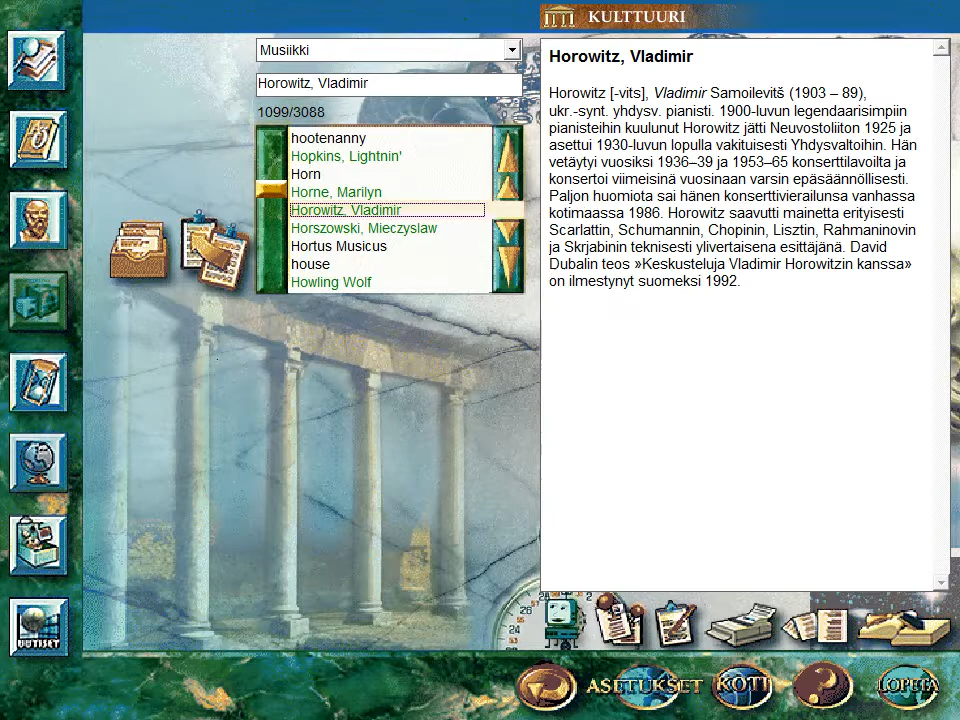 KULTTUURI
Musiikki
Horowitz, Vladimir
1099/3088
hootenanny
Hopkins, Lightnin'
Horn
Horne, Marilyn
Horowitz, Vladimir
Horszowski, Mieczyslaw
Hortus Musicus
house
Howling Wolf
Horowitz, Vladimir
Horowitz [-vits], Vladimir Samoilevitš (1903 – 89),
ukr.-synt. yhdysv. pianisti. 1900-luvun legendaarisimpiin
pianisteihin kuulunut Horowitz jätti Neuvostoliiton 1925 ja
asettui 1930-luvun lopulla vakituisesti Yhdysvaltoihin. Hän
vetäytyi vuosiksi 1936–39 ja 1953–65 konserttilavoilta ja
konsertoi viimeisinä vuosinaan varsin epäsäännöllisesti.
Paljon huomiota sai hänen konserttivierailunsa vanhassa
kotimaassa 1986. Horowitz saavutti mainetta erityisesti
Scarlattin, Schumannin, Chopinin, Lisztin, Rahmaninovin
ja Skrjabinin teknisesti ylivertaisena esittäjänä. David
Dubalin teos »Keskusteluja Vladimir Horowitzin kanssa»
on ilmestynyt suomeksi 1992.
UUTISET
26
24
ASETUKSET
KOTI
?
LOPETA